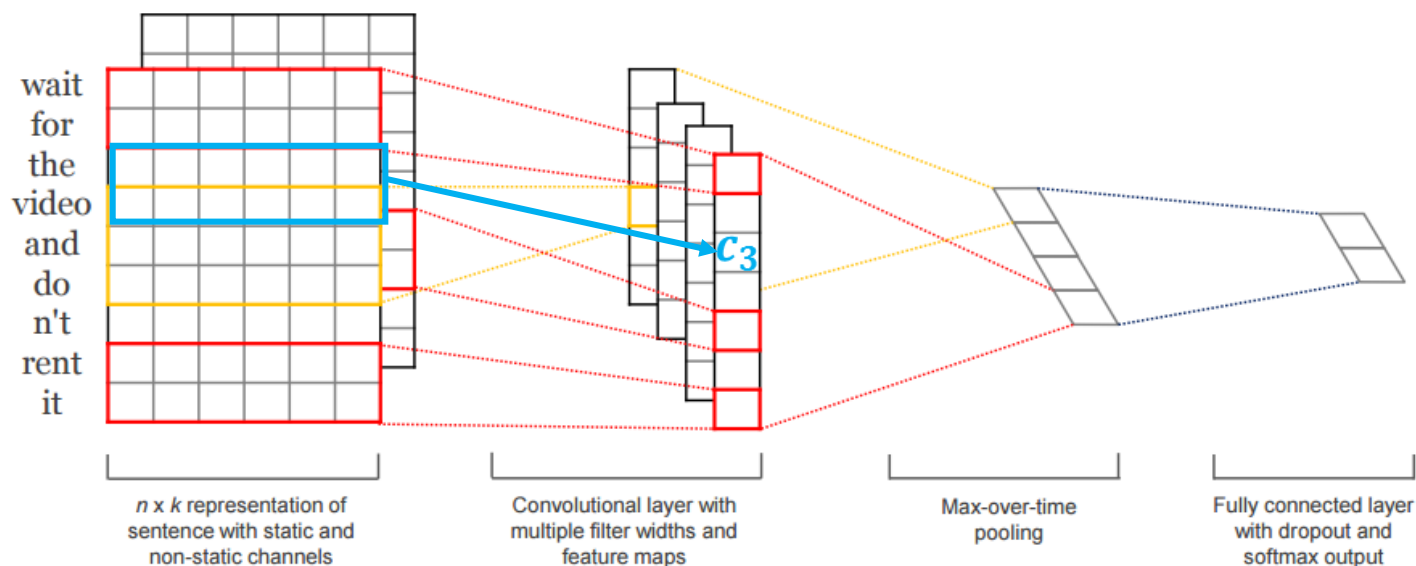 wait
for
the
video
and
do
n't
rent
it
c₃
n x k representation of
sentence with static and
non-static channels
Convolutional layer with
multiple filter widths and
feature maps
Max-over-time
pooling
Fully connected layer
with dropout and
softmax output